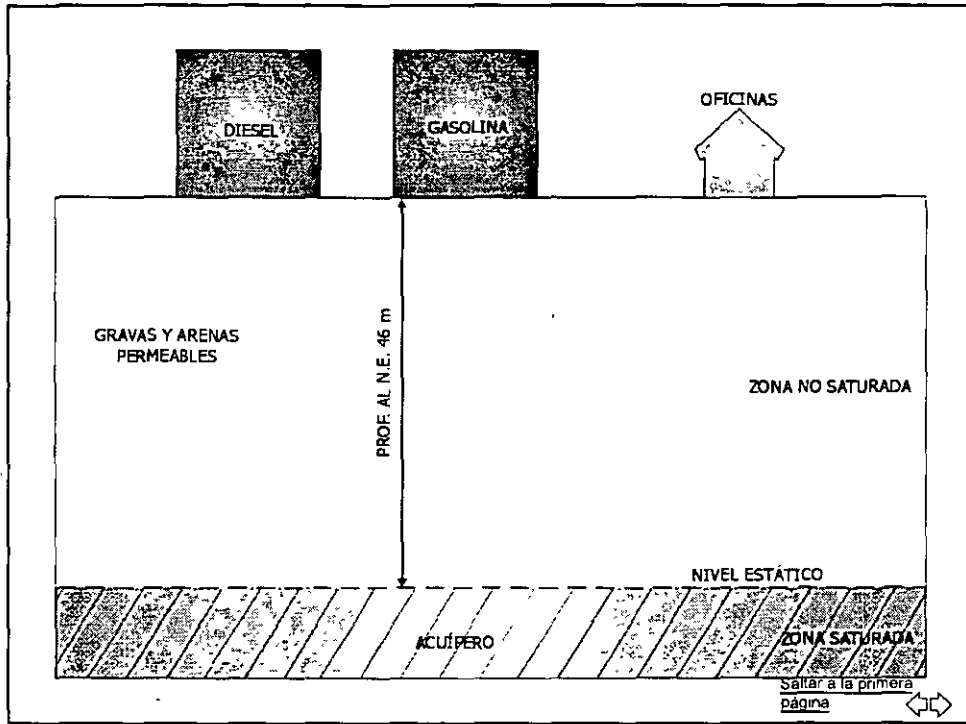 DIESEL
GASOLINA
OFICINAS
GRAVAS Y ARENAS
PERMEABLES
PROF. AL N.E. 46 m
ZONA NO SATURADA
NIVEL ESTÁTICO
ACUÍFERO
ZONA SATURADA
Saltar a la primera
página